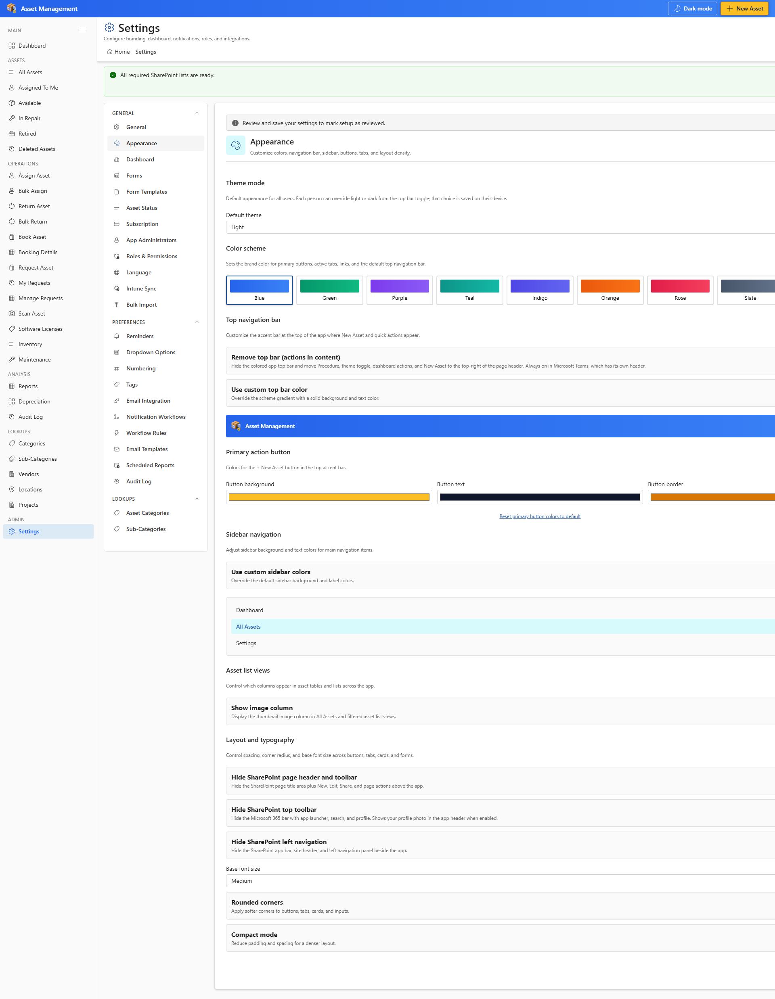 Asset Management
Dark mode
New Asset
MAIN
Dashboard
ASSETS
All Assets
Assigned To Me
Available
In Repair
Retired
Deleted Assets
OPERATIONS
Assign Asset
Bulk Assign
Return Asset
Bulk Return
Book Asset
Booking Details
Request Asset
My Requests
Manage Requests
Scan Asset
Software Licenses
Inventory
Maintenance
ANALYSIS
Reports
Depreciation
Audit Log
LOOKUPS
Categories
Sub-Categories
Vendors
Locations
Projects
ADMIN
Settings
Settings
Configure branding, dashboard, notifications, roles, and integrations.
Home Settings
All required SharePoint lists are ready.
GENERAL
General
Appearance
Dashboard
Forms
Form Templates
Asset Status
Subscription
App Administrators
Roles & Permissions
Language
Intune Sync
Bulk Import
PREFERENCES
Reminders
Dropdown Options
Numbering
Tags
Email Integration
Notification Workflows
Workflow Rules
Email Templates
Scheduled Reports
Audit Log
LOOKUPS
Asset Categories
Sub-Categories
Review and save your settings to mark setup as reviewed.
Appearance
Customize colors, navigation bar, sidebar, buttons, tabs, and layout density.
Theme mode
Default appearance for all users. Each person can override light or dark from the top bar toggle; that choice is saved on their device.
Default theme
Light
Color scheme
Sets the brand color for primary buttons, active tabs, links, and the default top navigation bar.
Blue
Green
Purple
Teal
Indigo
Orange
Rose
Slate
Top navigation bar
Customize the accent bar at the top of the app where New Asset and quick actions appear.
Remove top bar (actions in content)
Hide the colored app top bar and move Procedure, theme toggle, dashboard actions, and New Asset to the top-right of the page header. Always on in Microsoft Teams, which has its own header.
Use custom top bar color
Override the scheme gradient with a solid background and text color.
Asset Management
Primary action button
Colors for the + New Asset button in the top accent bar.
Button background
Button text
Button border
Reset primary button colors to default
Sidebar navigation
Adjust sidebar background and text colors for main navigation items.
Use custom sidebar colors
Override the default sidebar background and label colors.
Dashboard
All Assets
Settings
Asset list views
Control which columns appear in asset tables and lists across the app.
Show image column
Display the thumbnail image column in All Assets and filtered asset list views.
Layout and typography
Control spacing, corner radius, and base font size across buttons, tabs, cards, and forms.
Hide SharePoint page header and toolbar
Hide the SharePoint page title area plus New, Edit, Share, and page actions above the app.
Hide SharePoint top toolbar
Hide the Microsoft 365 bar with app launcher, search, and profile. Shows your profile photo in the app header when enabled.
Hide SharePoint left navigation
Hide the SharePoint app bar, site header, and left navigation panel beside the app.
Base font size
Medium
Rounded corners
Apply softer corners to buttons, tabs, cards, and inputs.
Compact mode
Reduce padding and spacing for a denser layout.